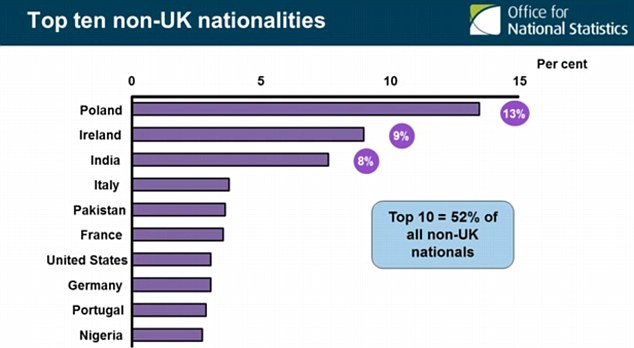 Top ten non-UK nationalities
Office for
National Statistics
Per cent
0 5 10 15
Poland 13%
Ireland 9%
India 8%
Italy
Pakistan
France
United States
Germany
Portugal
Nigeria
Top 10 = 52% of
all non-UK
nationals